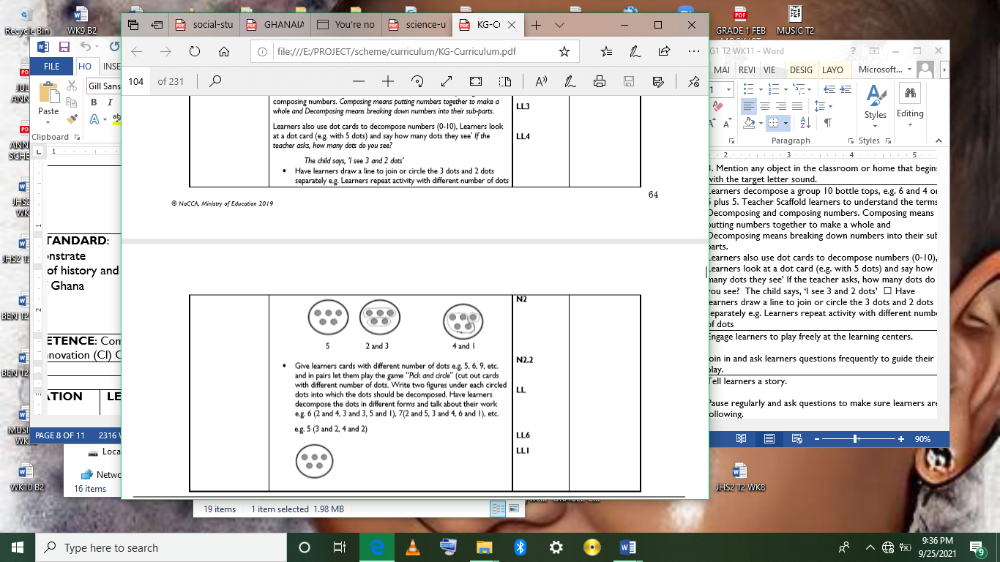 Recycle Bin
WK9 B2
GRADE 1 FEB
MUSIC T2
social-stu
GHANAIA
You're no
science-u
KG-Cu
file:///E:/PROJECT/scheme/curriculum/KG-Curriculum.pdf
104 of 231
FILE
HO
INSE
Gill Sans
Paste
B I
Clipboard
composing numbers. Composing means putting numbers together to make a
whole and Decomposing means breaking down numbers into their sub-parts.
LL3
Learners also use dot cards to decompose numbers (0-10), Learners look
at a dot card (e.g. with 5 dots) and say how many dots they see' If the
teacher asks, how many dots do you see?
LL4
The child says, 'I see 3 and 2 dots'
• Have learners draw a line to join or circle the 3 dots and 2 dots
separately e.g. Learners repeat activity with different number of dots
64
© NaCCA, Ministry of Education 2019
N2
5
2 and 3
4 and 1
• Give learners cards with different number of dots e.g. 5, 6, 9, etc.
and in pairs let them play the game "Pick and circle" (cut out cards
with different number of dots. Write two figures under each circled
dots into which the dots should be decomposed. Have learners
decompose the dots in different forms and talk about their work
e.g. 6 (2 and 4, 3 and 3, 5 and 1), 7(2 and 5, 3 and 4, 6 and 1), etc.
N2.2
LL
e.g. 5 (3 and 2, 4 and 2)
LL6
LL1
TANDARD:
onstrate
of history and
Ghana
ETENCE: Con
nnovation (CI) C
ATION
LE
PAGE 8 OF 11
2316 W
Loca
Netwo
16 items
19 items
1 item selected 1.98 MB
JHS2
JHS2 T
BEN T2
BEN T2
MUSI
WK
WK10 B2
G1 T2 WK11 - Word
MAI
REVI
VIE
DESIG
LAYO
Microsoft...
Styles
Editing
Paragraph
Styles
2 3 4 5
3. Mention any object in the classroom or home that begins
with the target letter sound.
Learners decompose a group 10 bottle tops, e.g. 6 and 4 or
5 plus 5. Teacher Scaffold learners to understand the terms
Decomposing and composing numbers. Composing means
putting numbers together to make a whole and
Decomposing means breaking down numbers into their sub
parts.
Learners also use dot cards to decompose numbers (0-10),
Learners look at a dot card (e.g. with 5 dots) and say how
many dots they see' If the teacher asks, how many dots do
you see? The child says, 'I see 3 and 2 dots' ☐ Have
learners draw a line to join or circle the 3 dots and 2 dots
separately e.g. Learners repeat activity with different numbe
of dots
Engage learners to play freely at the learning centers.
Join in and ask learners questions frequently to guide their
play.
Tell learners a story.
Pause regularly and ask questions to make sure learners are
following.
90%
JHS2 T2 WK8
Type here to search
9:36 PM
9/25/2021
9